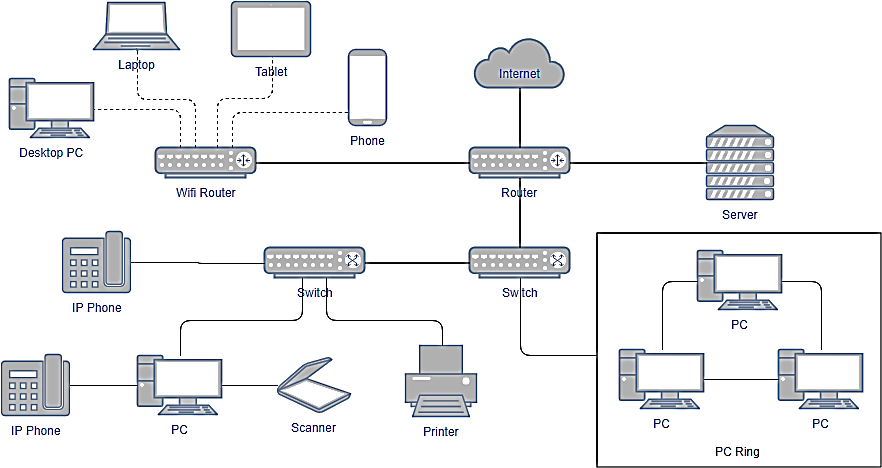 Laptop
Tablet
Internet
Phone
Desktop PC
Wifi Router
Router
Server
IP Phone
Switch
Switch
PC
IP Phone
PC
Scanner
Printer
PC
PC
PC Ring